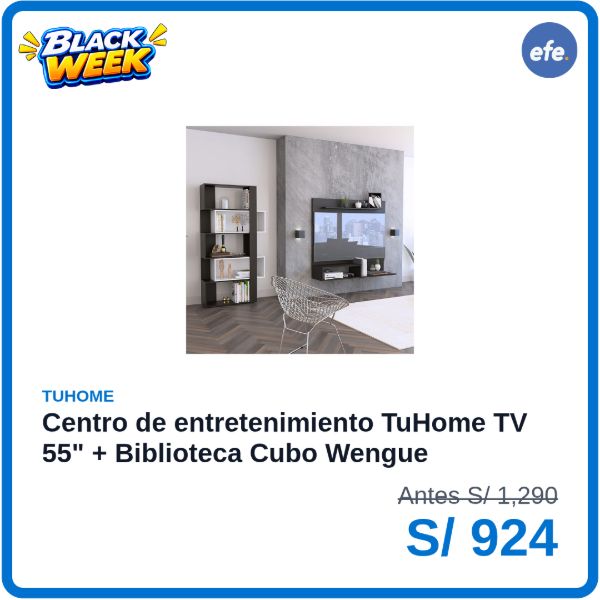 BLACK
WEEK
efe.
TUHOME
Centro de entretenimiento TuHome TV
55" + Biblioteca Cubo Wengue
Antes S/ 1,290
S/ 924